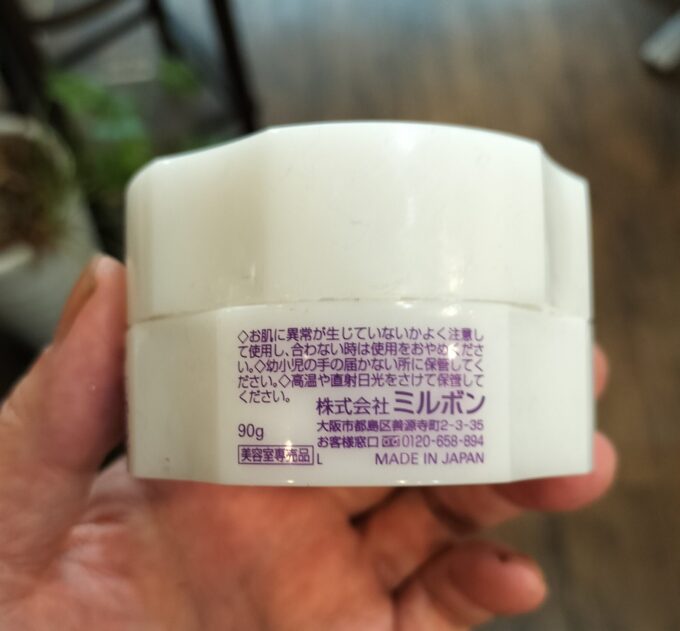 ◇お肌に異常が生じていないかよく注意し
て使用し、合わない時は使用をおやめくださ
い。◇幼小児の手の届かない所に保管してく
ださい。◇高温や直射日光をさけて保管して
ください。
株式会社 ミルボン
大阪市都島区善源寺町2-3-35
90g
お客様窓口 0120-658-894
美容室専売品 L MADE IN JAPAN